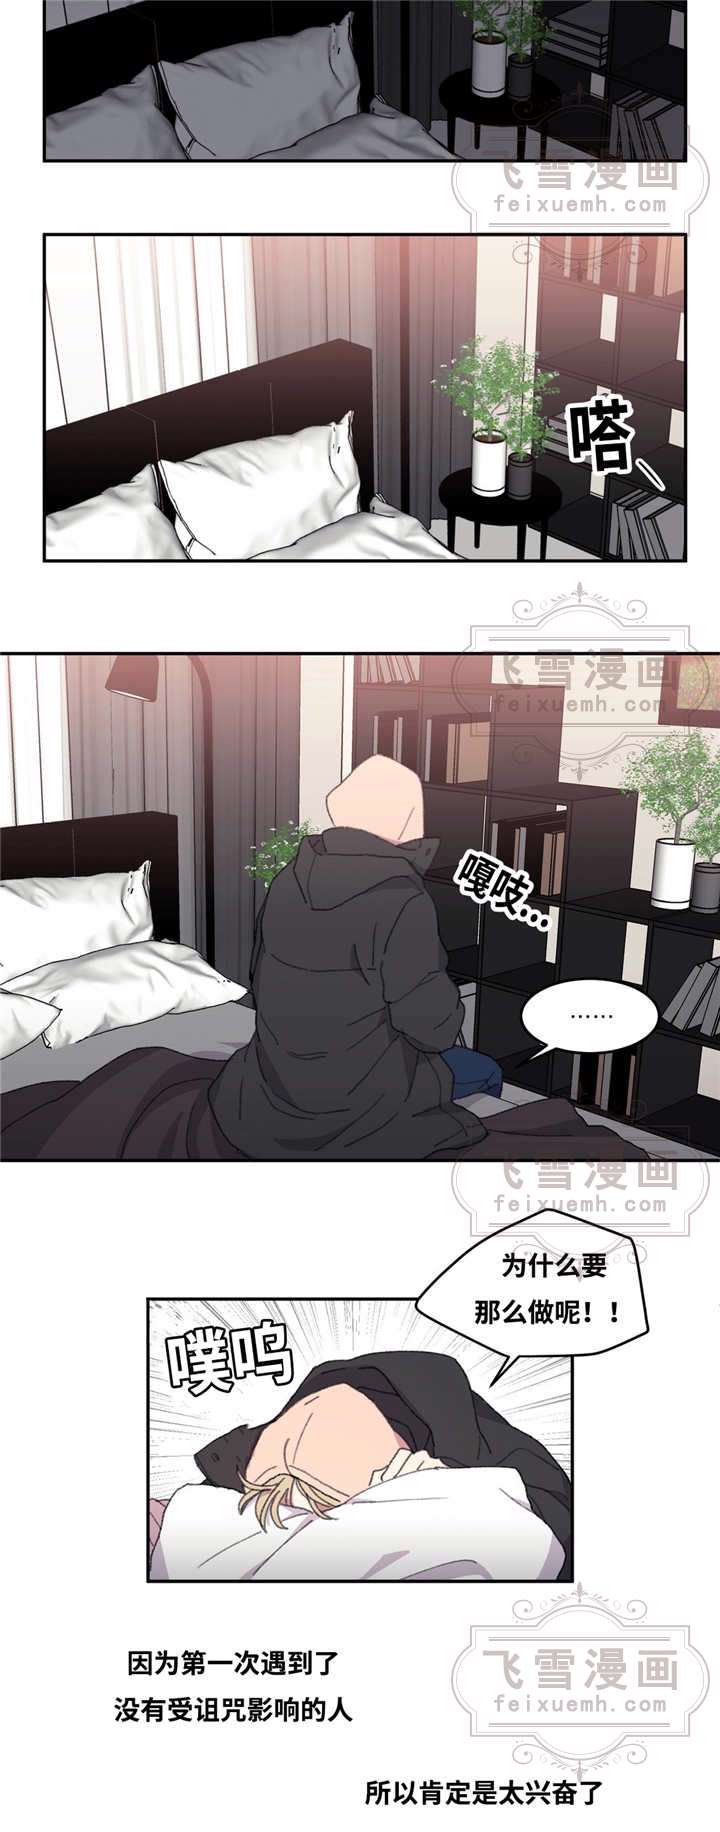 飞雪漫画
feixuemh.com
嗒
飞雪漫画
feixuemh.com
嘎吱…
……
飞雪漫画
feixuemh.com
为什么要
那么做呢！！
噗呜
因为第一次遇到了
没有受诅咒影响的人
飞雪漫画
feixuemh.com
所以肯定是太兴奋了